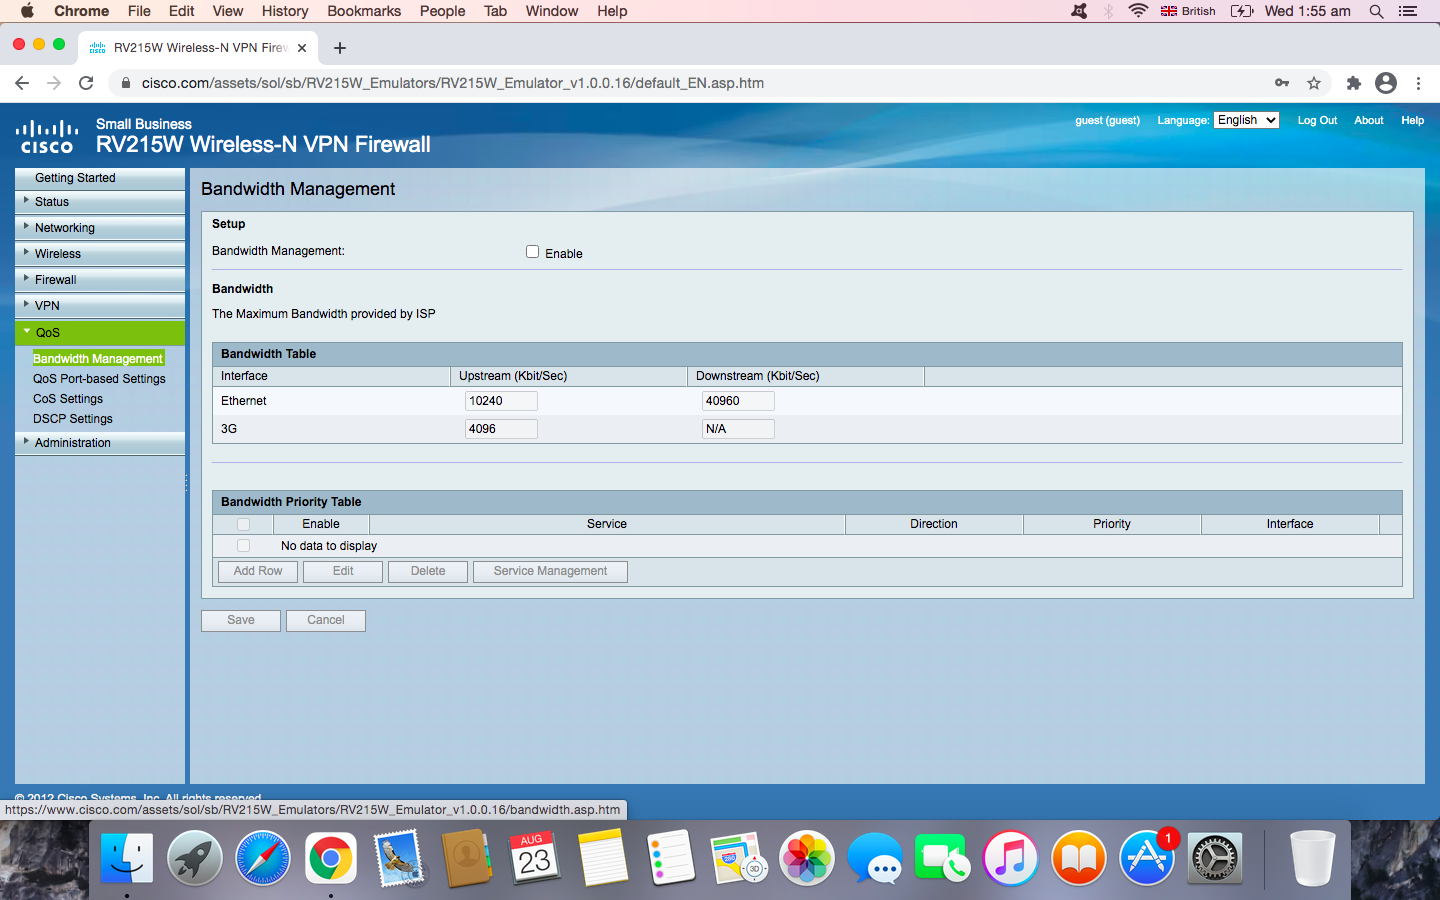 Chrome File Edit View History Bookmarks People Tab Window Help British Wed 1:55 am
RV215W Wireless-N VPN Firew
cisco.com/assets/sol/sb/RV215W_Emulators/RV215W_Emulator_v1.0.0.16/default_EN.asp.htm
Small Business
cisco RV215W Wireless-N VPN Firewall
guest (guest) Language: English Log Out About Help
Getting Started
Status
Networking
Wireless
Firewall
VPN
QoS
Bandwidth Management
QoS Port-based Settings
CoS Settings
DSCP Settings
Administration
Bandwidth Management
Setup
Bandwidth Management: Enable
Bandwidth
The Maximum Bandwidth provided by ISP
Bandwidth Table
Interface Upstream (Kbit/Sec) Downstream (Kbit/Sec)
Ethernet 10240 40960
3G 4096 N/A
Bandwidth Priority Table
Enable Service Direction Priority Interface
No data to display
Add Row Edit Delete Service Management
Save Cancel
© 2012 Cisco Systems, Inc. All rights reserved.
https://www.cisco.com/assets/sol/sb/RV215W_Emulators/RV215W_Emulator_v1.0.0.16/bandwidth.asp.htm
AUG
23
280
3D
1